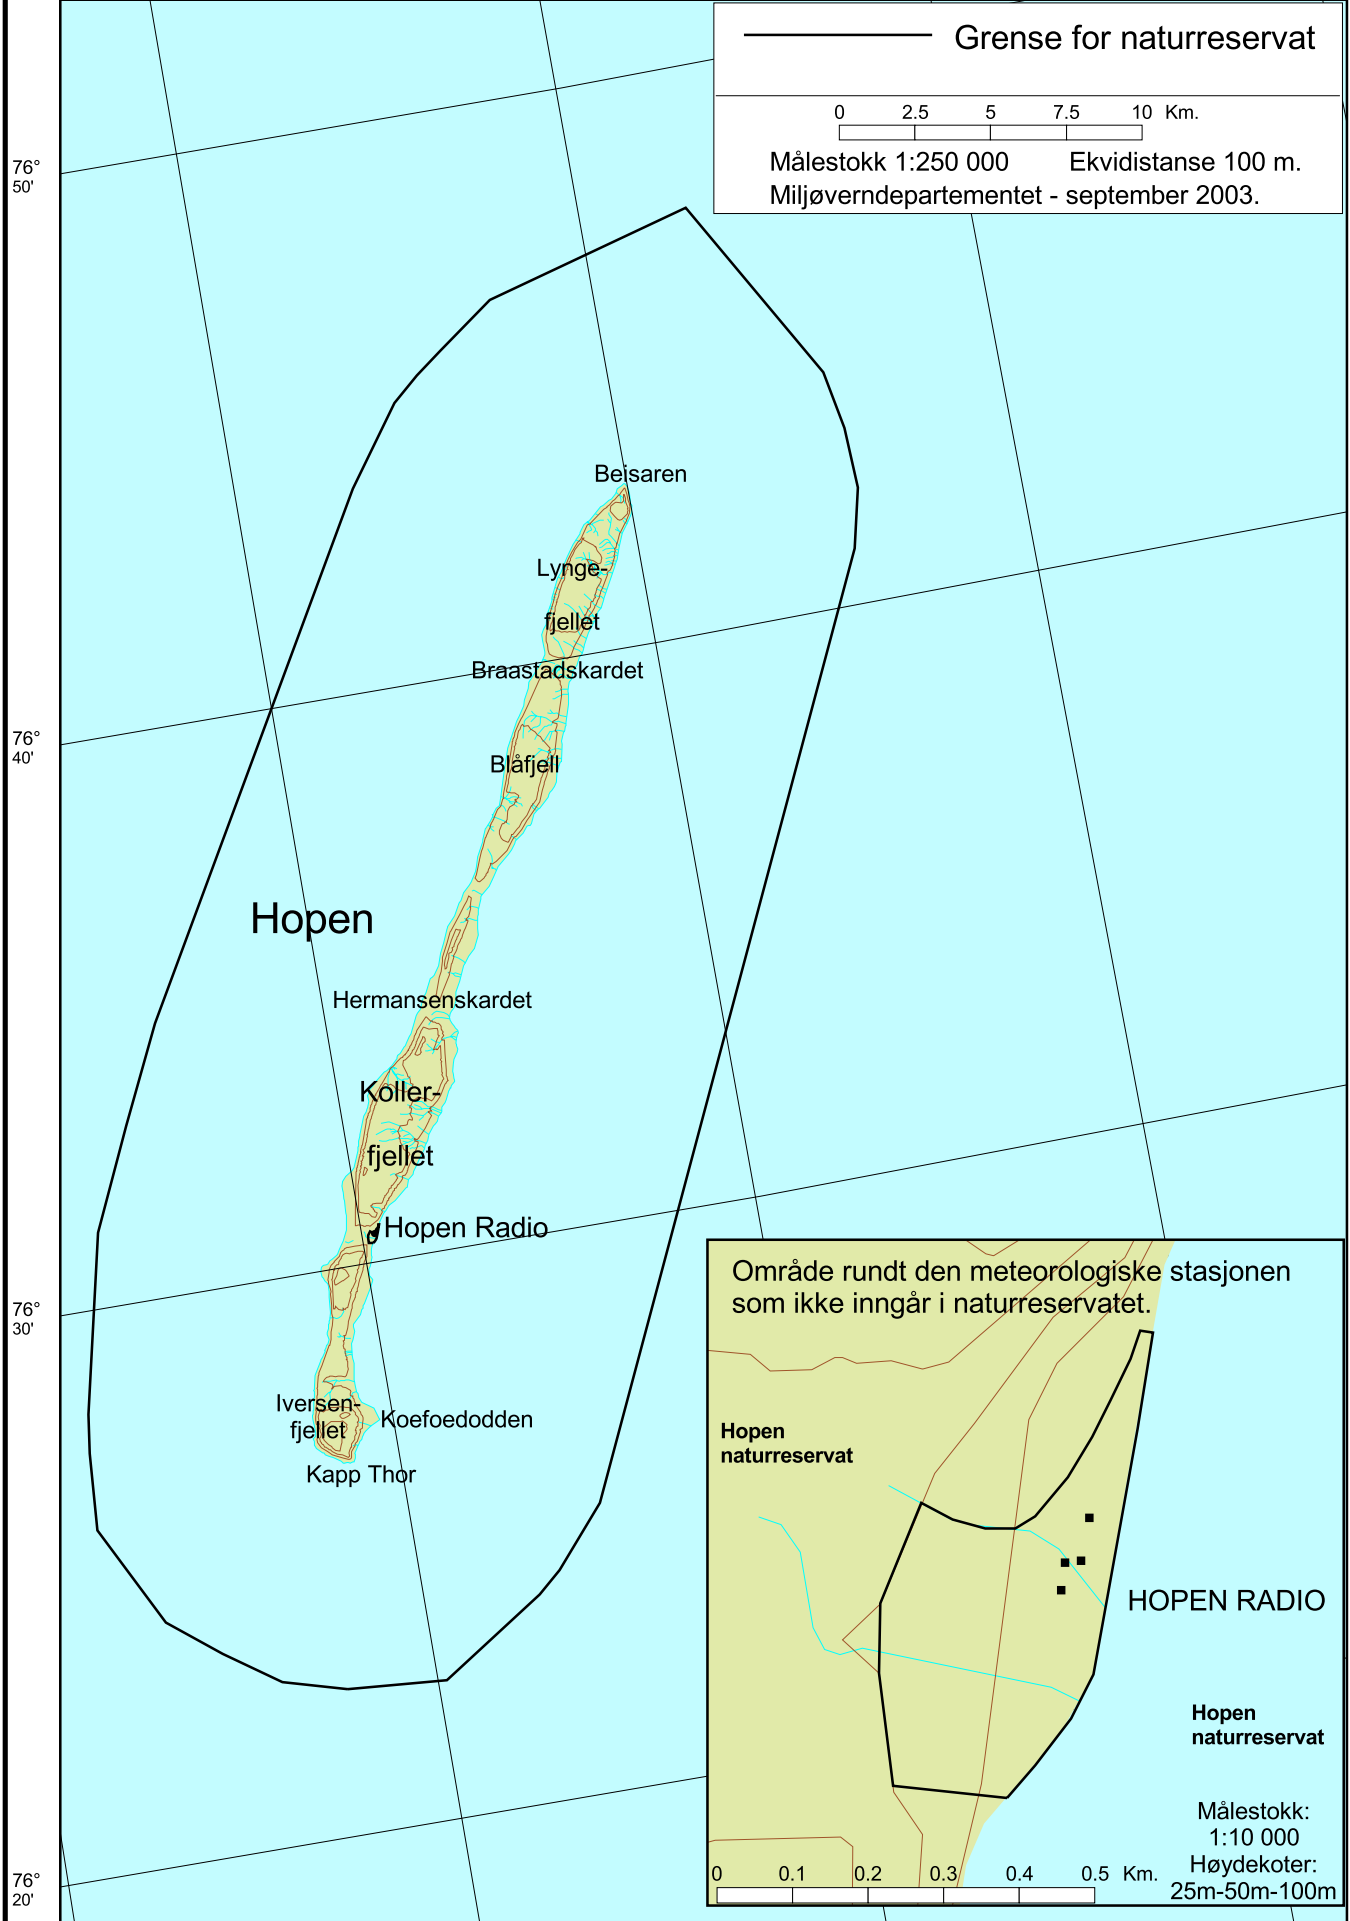 Grense for naturreservat
0 2.5 5 7.5 10 Km.
Målestokk 1:250 000 Ekvidistanse 100 m.
Miljøverndepartementet - september 2003.
76°
50'
Beisaren
Lynge-
fjellet
Braastadskardet
76°
40'
Blåfjell
Hopen
Hermansenskardet
Koller-
fjellet
Hopen Radio
76°
30'
Iversen-
fjellet
Koefoedodden
Kapp Thor
76°
20'
Område rundt den meteorologiske stasjonen
som ikke inngår i naturreservatet.
Hopen
naturreservat
HOPEN RADIO
Hopen
naturreservat
Målestokk:
1:10 000
Høydekoter:
25m-50m-100m
0 0.1 0.2 0.3 0.4 0.5 Km.